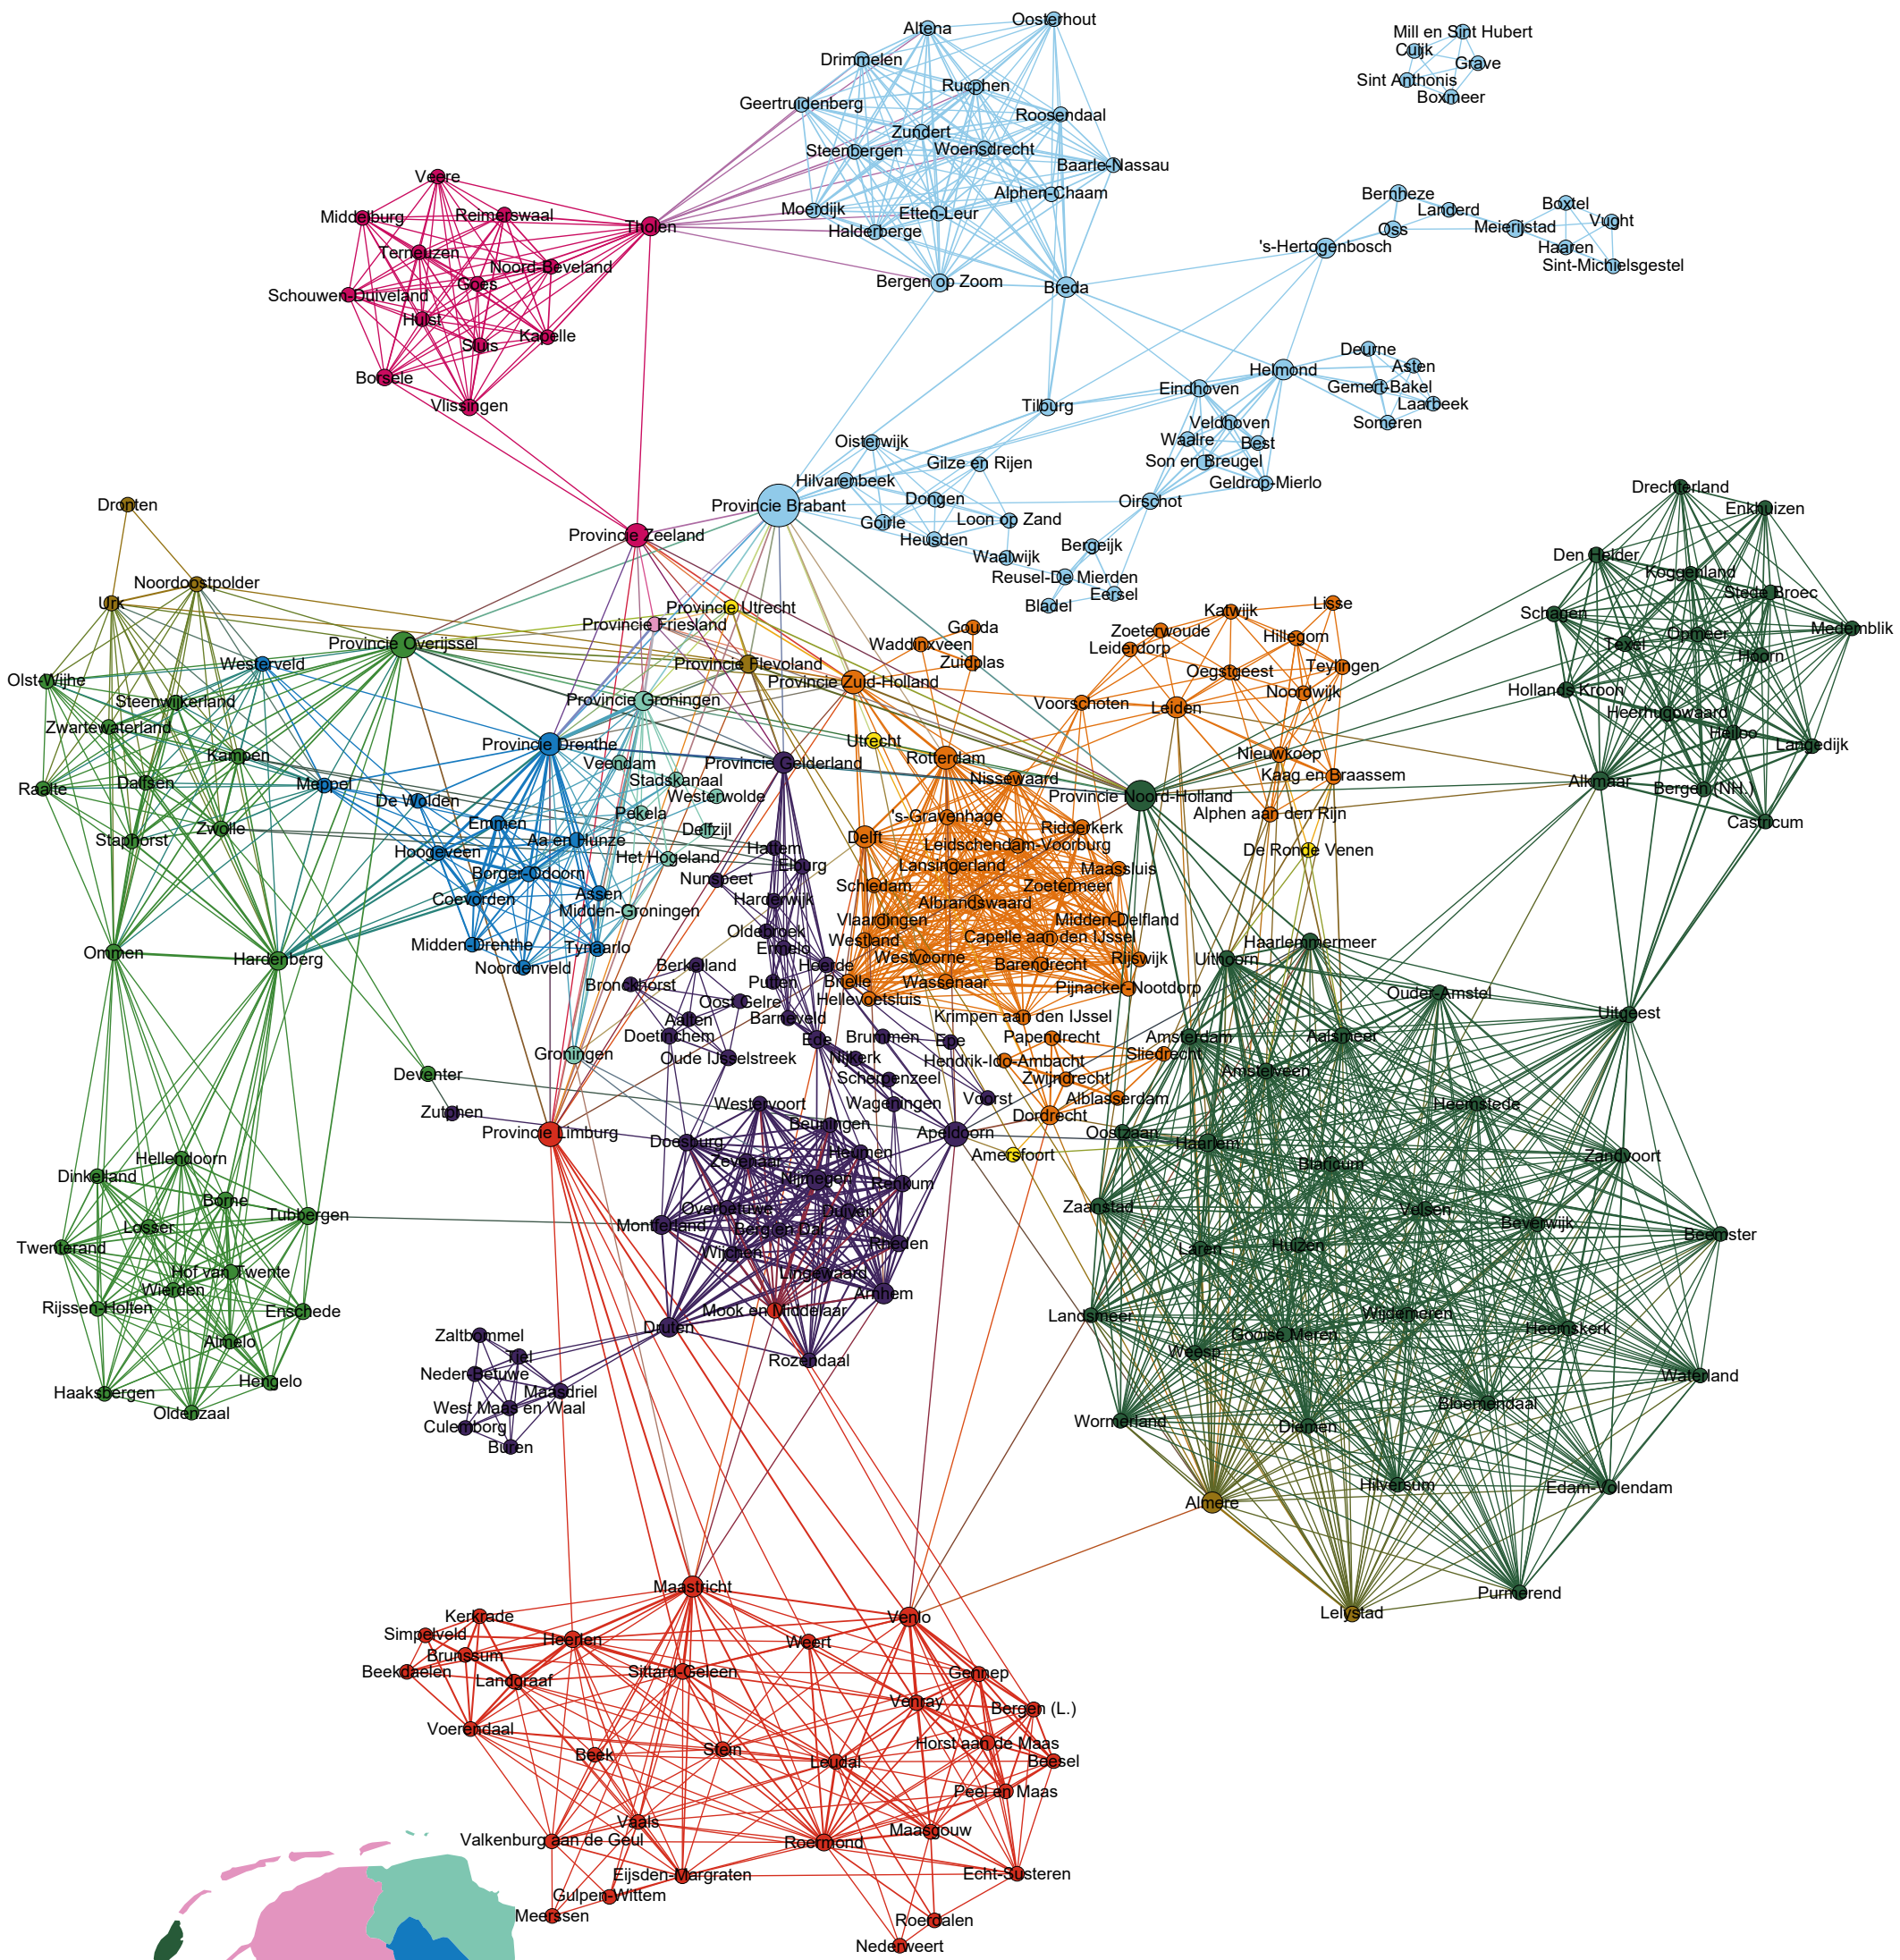 Oosterhout
Altena
Mill en Sint Hubert
Cuijk
Drimmelen
Grave
Sint Anthonis
Rucphen
Boxmeer
Geertruidenberg
Roosendaal
Zundert
Steenbergen
Woensdrecht
Baarle-Nassau
Veere
Alphen-Chaam
Bernheze
Boxtel
Middelburg
Reimerswaal
Moerdijk
Etten-Leur
Landerd
Vught
Tholen
Halderberge
Oss
Meierijstad
Terneuzen
's-Hertogenbosch
Haaren
Noord-Beveland
Sint-Michielsgestel
Goes
Bergen op Zoom
Breda
Schouwen-Duiveland
Hulst
Kapelle
Sluis
Deurne
Asten
Borsele
Helmond
Eindhoven
Gemert-Bakel
Laarbeek
Vlissingen
Tilburg
Veldhoven
Someren
Oisterwijk
Waalre
Best
Gilze en Rijen
Son en Breugel
Hilvarenbeek
Geldrop-Mierlo
Drechterland
Dronten
Provincie Brabant
Dongen
Oirschot
Enkhuizen
Goirle
Loon op Zand
Provincie Zeeland
Heusden
Bergeijk
Den Helder
Waalwijk
Koggenland
Noordoostpolder
Reusel-De Mierden
Eersel
Stede Broec
Urk
Provincie Utrecht
Bladel
Katwijk
Lisse
Schagen
Provincie Friesland
Gouda
Zoeterwoude
Hillegom
Opmeer
Medemblik
Provincie Overijssel
Waddinxveen
Leiderdorp
Texel
Hoorn
Westerveld
Provincie Flevoland
Zuidplas
Oegstgeest
Teylingen
Olst-Wijhe
Provincie Zuid-Holland
Noordwijk
Hollands Kroon
Steenwijkerland
Provincie Groningen
Voorschoten
Leiden
Heerhugowaard
Zwartewaterland
Utrecht
Langedijk
Kampen
Provincie Drenthe
Rotterdam
Nieuwkoop
Heiloo
Veendam
Provincie Gelderland
Nissewaard
Kaag en Braassem
Dalfsen
Meppel
Stadskanaal
Alkmaar
Bergen (NH.)
Raalte
De Wolden
Westerwolde
Provincie Noord-Holland
Pekela
's-Gravenhage
Alphen aan den Rijn
Castricum
Zwolle
Emmen
Delfzijl
Ridderkerk
Staphorst
Aa en Hunze
Hattem
Delft
Leidschendam-Voorburg
De Ronde Venen
Hoogeveen
Het Hogeland
Elburg
Lansingerland
Maassluis
Borger-Odoorn
Nunspeet
Schiedam
Zoetermeer
Coevorden
Assen
Harderwijk
Albrandswaard
Midden-Groningen
Vlaardingen
Midden-Delfland
Oldebroek
Capelle aan den IJssel
Midden-Drenthe
Tynaarlo
Ermelo
Westland
Haarlemmermeer
Ommen
Hardenberg
Westvoorne
Rijswijk
Uithoorn
Noordenveld
Berkelland
Heerde
Barendrecht
Bronckhorst
Putten
Brielle
Wassenaar
Pijnacker-Nootdorp
Ouder-Amstel
Oost Gelre
Hellevoetsluis
Aalten
Barneveld
Krimpen aan den IJssel
Uitgeest
Doetinchem
Ede
Brummen
Epe
Papendrecht
Amsterdam
Aalsmeer
Groningen
Oude IJsselstreek
Nijkerk
Hendrik-Ido-Ambacht
Sliedrecht
Deventer
Scherpenzeel
Zwijndrecht
Amstelveen
Zutphen
Westervoort
Wageningen
Voorst
Alblasserdam
Heemstede
Dordrecht
Provincie Limburg
Beuningen
Apeldoorn
Oostzaan
Doesburg
Haarlem
Hellendoorn
Heumen
Amersfoort
Zandvoort
Dinkelland
Zevenaar
Blaricum
Nijmegen
Renkum
Borne
Overbetuwe
Zaanstad
Velsen
Tubbergen
Duiven
Losser
Montferland
Berg en Dal
Beverwijk
Twenterand
Wijchen
Rheden
Laren
Huizen
Beemster
Hof van Twente
Lingewaard
Wierden
Arnhem
Rijssen-Holten
Enschede
Mook en Middelaar
Landsmeer
Wijdemeren
Druten
Heemskerk
Zaltbommel
Gooise Meren
Almelo
Tiel
Rozendaal
Weesp
Neder-Betuwe
Waterland
Haaksbergen
Hengelo
Maasdriel
Oldenzaal
West Maas en Waal
Bloemendaal
Culemborg
Wormerland
Diemen
Buren
Hilversum
Edam-Volendam
Almere
Maastricht
Purmerend
Kerkrade
Venlo
Lelystad
Simpelveld
Heerlen
Weert
Brunssum
Beekdaelen
Sittard-Geleen
Gennep
Landgraaf
Venray
Bergen (L.)
Voerendaal
Stein
Horst aan de Maas
Beek
Leudal
Beesel
Peel en Maas
Vaals
Maasgouw
Valkenburg aan de Geul
Roermond
Eijsden-Margraten
Echt-Susteren
Gulpen-Wittem
Meerssen
Roerdalen
Nederweert